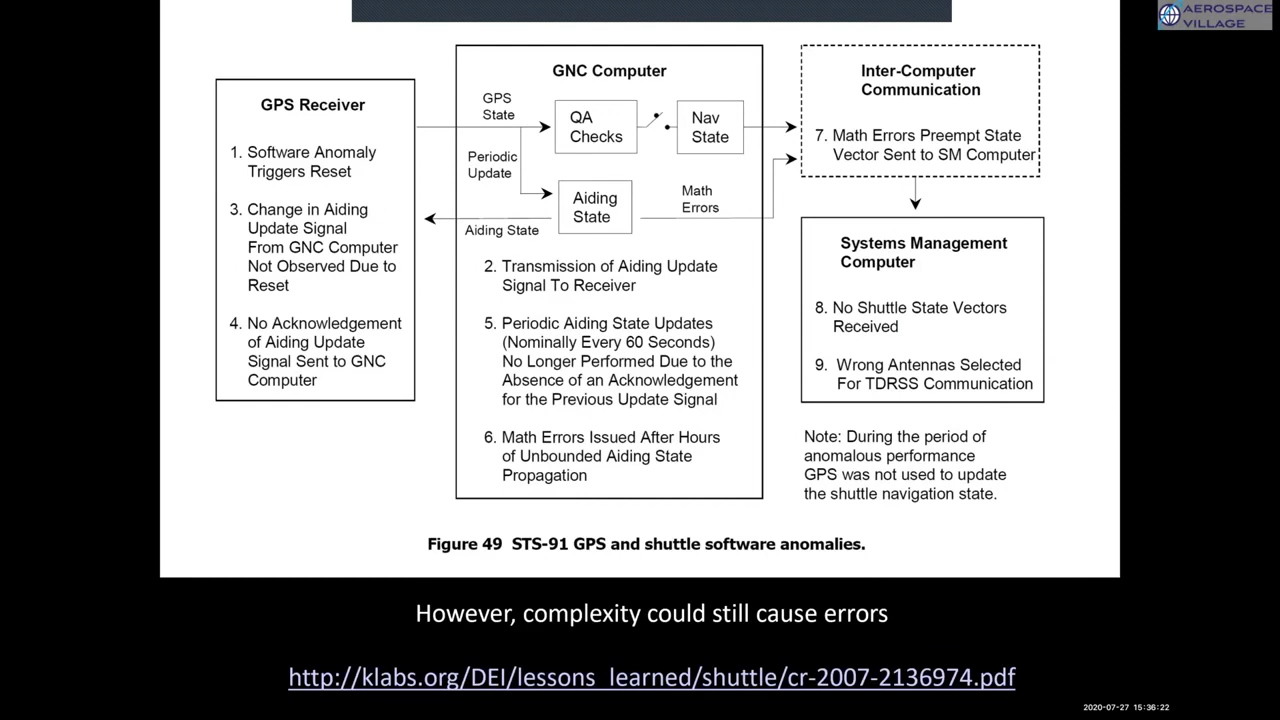 AEROSPACE
VILLAGE
GPS Receiver
1. Software Anomaly
Triggers Reset
3. Change in Aiding
Update Signal
From GNC Computer
Not Observed Due to
Reset
4. No Acknowledgement
of Aiding Update
Signal Sent to GNC
Computer
GNC Computer
GPS
State
QA
Checks
Nav
State
Periodic
Update
Aiding
State
Math
Errors
Aiding State
2. Transmission of Aiding Update
Signal To Receiver
5. Periodic Aiding State Updates
(Nominally Every 60 Seconds)
No Longer Performed Due to the
Absence of an Acknowledgement
for the Previous Update Signal
6. Math Errors Issued After Hours
of Unbounded Aiding State
Propagation
Inter-Computer
Communication
7. Math Errors Preempt State
Vector Sent to SM Computer
Systems Management
Computer
8. No Shuttle State Vectors
Received
9. Wrong Antennas Selected
For TDRSS Communication
Note: During the period of
anomalous performance
GPS was not used to update
the shuttle navigation state.
Figure 49 STS-91 GPS and shuttle software anomalies.
However, complexity could still cause errors
http://klabs.org/DEI/lessons_learned/shuttle/cr-2007-2136974.pdf
2020-07-27 15:36:22